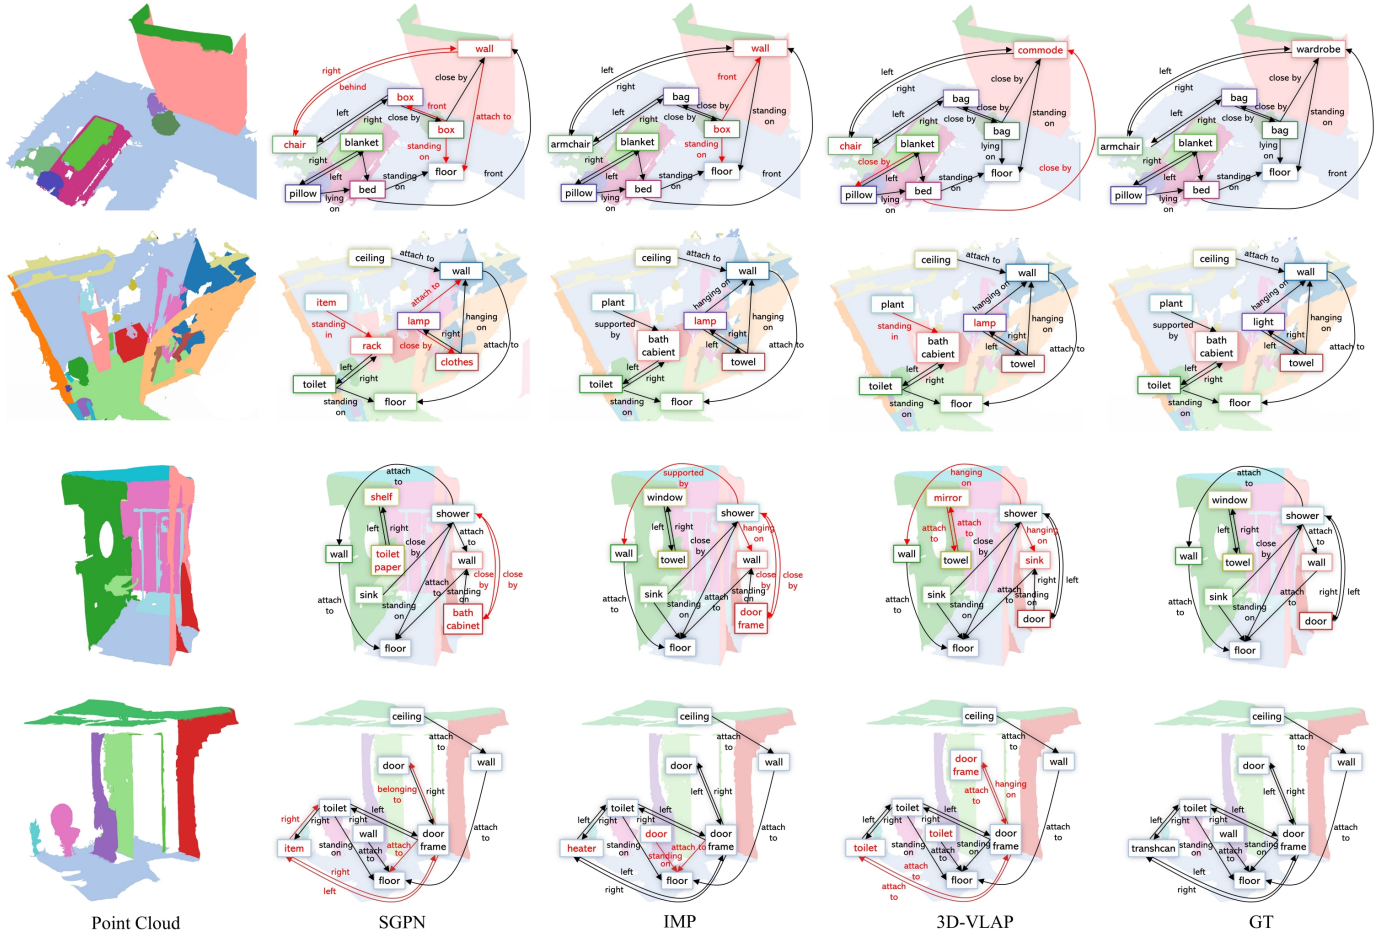 wall
right
behind
close by
box
left
right
front
close by
attach to
box
chair
blanket
standing
on
right
floor
left
standing
on
front
pillow
bed
lying
on
wall
left
right
front
close by
bag
left
right
close by
standing
on
box
armchair
blanket
standing
on
right
floor
left
standing
on
front
pillow
bed
lying
on
commode
left
right
close by
bag
left
right
close by
close by
standing
on
bag
chair
blanket
lying
on
close by
floor
left
standing
on
close by
pillow
bed
lying
on
wardrobe
left
right
close by
bag
left
right
close by
close by
standing
on
bag
armchair
blanket
lying
on
right
floor
left
standing
on
front
pillow
bed
lying
on
ceiling
attach to
wall
item
attach to
standing
in
lamp
hanging
on
rack
right
close by
attach to
clothes
left
toilet
right
standing
on
floor
ceiling
attach to
wall
plant
hanging on
supported
by
lamp
hanging
on
bath
cabient
right
left
attach to
towel
left
toilet
right
standing
on
floor
ceiling
attach to
wall
plant
hanging on
standing
in
lamp
hanging
on
bath
cabient
right
left
attach to
towel
left
toilet
right
standing
on
floor
ceiling
attach to
wall
plant
hanging on
supported
by
light
hanging
on
bath
cabient
right
left
attach to
towel
left
toilet
right
standing
on
floor
attach
to
shelf
shower
left
right
attach
to
close
by
wall
toilet
paper
wall
close
by
close
by
sink
attach
to
standing
on
standing
on
attach
to
bath
cabinet
floor
supported
by
window
shower
left
right
hanging
on
close
by
wall
towel
wall
close
by
close
by
sink
attach
to
standing
on
standing
on
attach
to
door
frame
floor
hanging
on
mirror
shower
attach
to
attach
to
hanging
on
close
by
wall
towel
sink
right
left
sink
attach
to
standing
on
attach
to
door
floor
attach
to
window
shower
left
right
attach
to
close
by
wall
towel
wall
right
left
sink
attach
to
standing
on
attach
to
door
floor
ceiling
attach
to
door
wall
belonging
to
right
toilet
left
right
right
right
wall
door
frame
attach
to
item
standing
on
attach
to
attach
to
floor
right
left
ceiling
attach
to
door
wall
left
right
toilet
left
left
right
right
door
door
frame
attach
to
heater
standing
on
standing
on
attach to
floor
right
left
ceiling
attach
to
door
frame
wall
attach
to
hanging
on
toilet
left
left
right
right
toilet
door
frame
attach
to
toilet
standing
on
attach
to
standing
on
floor
attach
to
attach
to
ceiling
attach
to
door
wall
left
right
toilet
left
left
right
right
wall
door
frame
attach
to
transhcan
standing
on
attach
to
standing
on
floor
left
right
Point Cloud
SGPN
IMP
3D-VLAP
GT